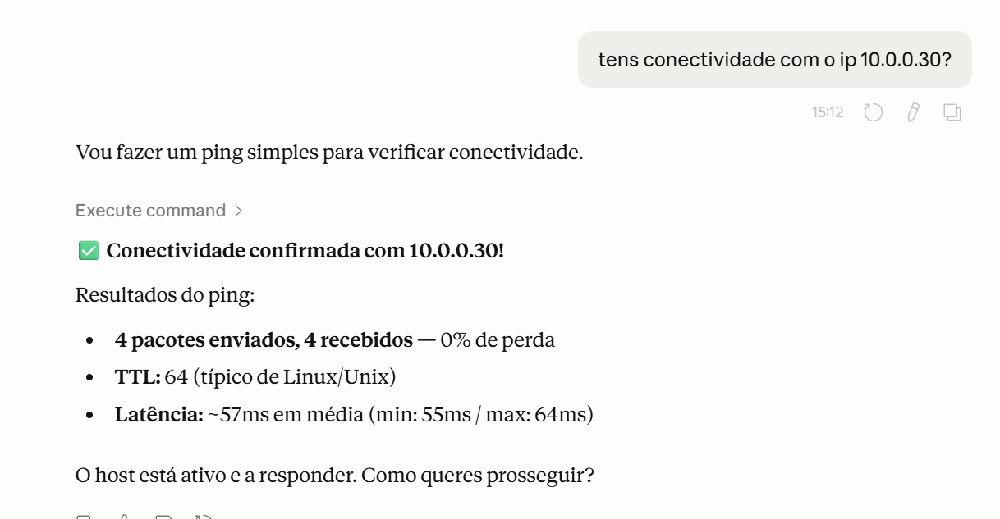 tens conectividade com o ip 10.0.0.30?
15:12
Vou fazer um ping simples para verificar conectividade.
Execute command >
✅ Conectividade confirmada com 10.0.0.30!
Resultados do ping:
• 4 pacotes enviados, 4 recebidos — 0% de perda
• TTL: 64 (típico de Linux/Unix)
• Latência: ~57ms em média (min: 55ms / max: 64ms)
O host está ativo e a responder. Como queres prosseguir?